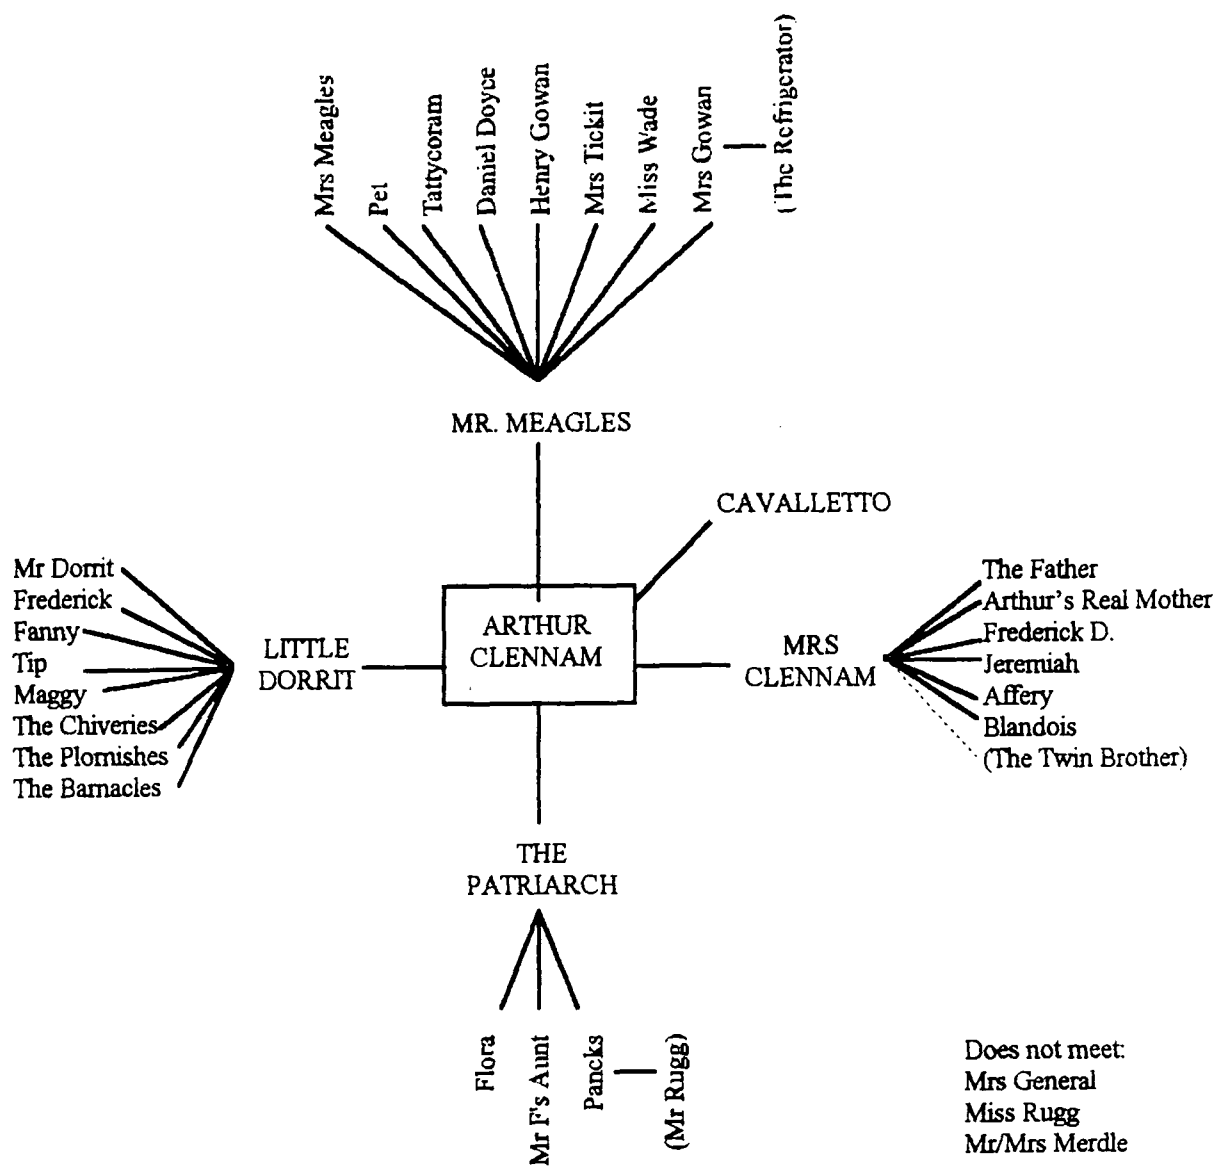 Mrs Meagles
Pet
Tattycoram
Daniel Doyce
Henry Gowan
Mrs Tickit
Miss Wade
Mrs Gowan
(The Refrigerator)
MR. MEAGLES
CAVALLETTO
Mr Dorrit
Frederick
Fanny
Tip
Maggy
The Chiveries
The Plornishes
The Barnacles
LITTLE
DORRIT
ARTHUR
CLENNAM
MRS
CLENNAM
The Father
Arthur's Real Mother
Frederick D.
Jeremiah
Affery
Blandois
(The Twin Brother)
THE
PATRIARCH
Flora
Mr F's Aunt
Pancks
(Mr Rugg)
Does not meet:
Mrs General
Miss Rugg
Mr/Mrs Merdle